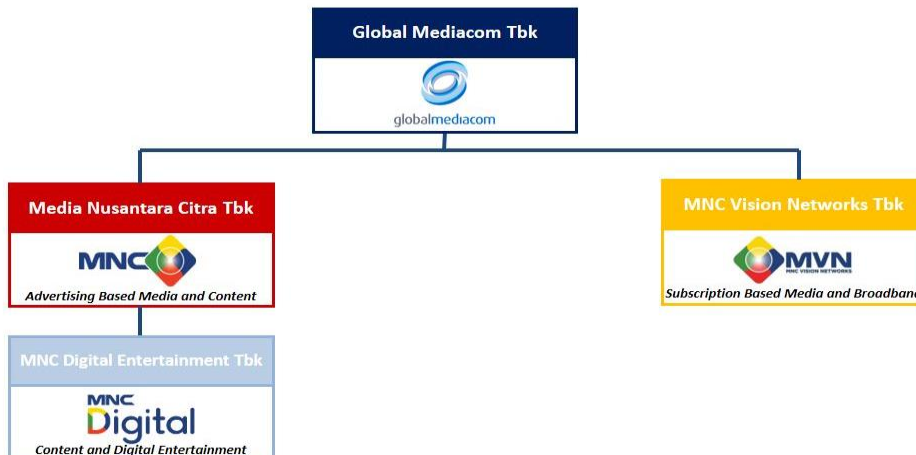 Global Mediacom Tbk
globalmediacom
Media Nusantara Citra Tbk
MNC
Advertising Based Media and Content
MNC Vision Networks Tbk
MVN
MNC VISION NETWORKS
Subscription Based Media and Broadband
MNC Digital Entertainment Tbk
MNC
Digital
Content and Digital Entertainment